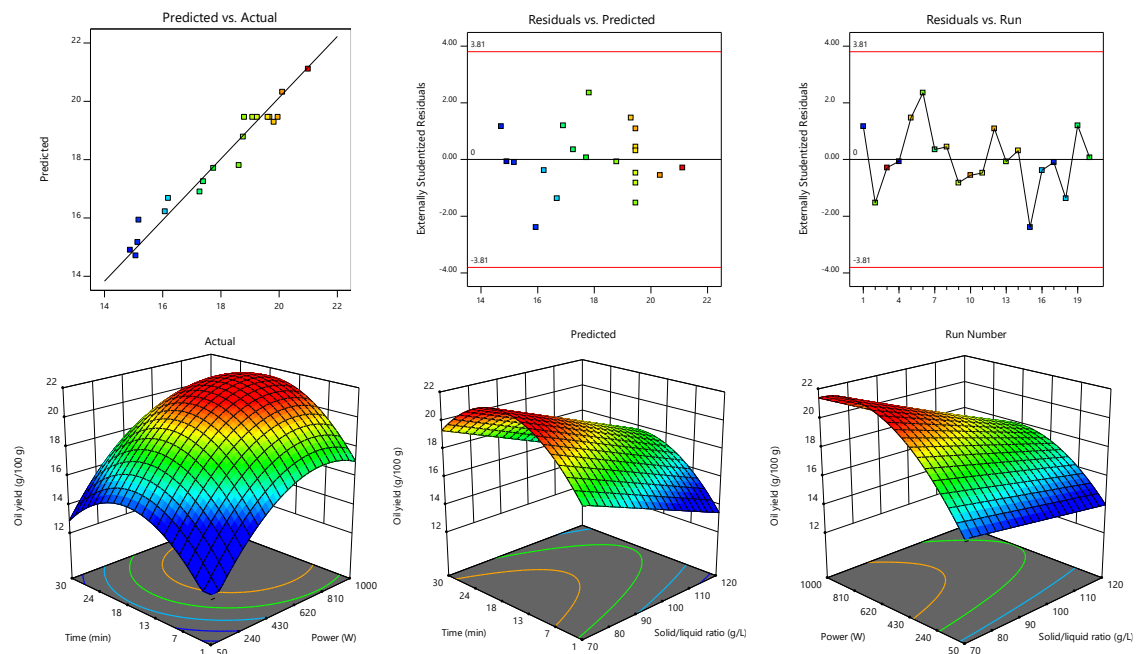 Predicted vs. Actual
22
20
18
16
14
Predicted
14 16 18 20 22
Actual
Residuals vs. Predicted
4.00
3.81
2.00
0.00
0
-2.00
-3.81
-4.00
Externally Studentized Residuals
14 16 18 20 22
Predicted
Residuals vs. Run
4.00
3.81
2.00
0.00
0
-2.00
-3.81
-4.00
Externally Studentized Residuals
1 4 7 10 13 16 19
Run Number
22
20
18
16
14
12
Oil yield (g/100 g)
30 24 18 13 7 1
Time (min)
50 240 430 620 810 1000
Power (W)
22
20
18
16
14
12
Oil yield (g/100 g)
30 24 18 13 7 1
Time (min)
70 80 90 100 110 120
Solid/liquid ratio (g/L)
22
20
18
16
14
12
Oil yield (g/100 g)
1000 810 620 430 240 50
Power (W)
70 80 90 100 110 120
Solid/liquid ratio (g/L)